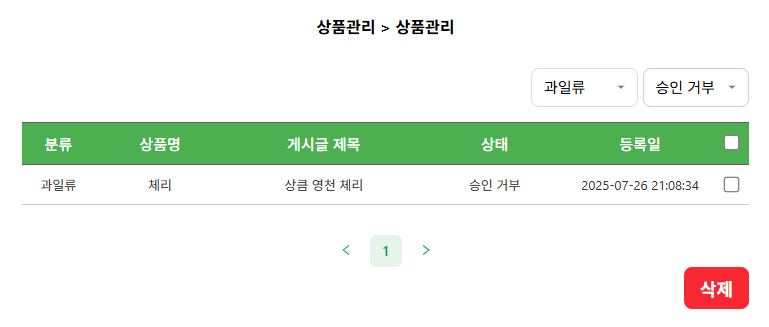 상품관리 > 상품관리
과일류 승인 거부
분류 상품명 게시글 제목 상태 등록일
과일류 체리 상큼 영천 체리 승인 거부 2025-07-26 21:08:34
< 1 >
삭제